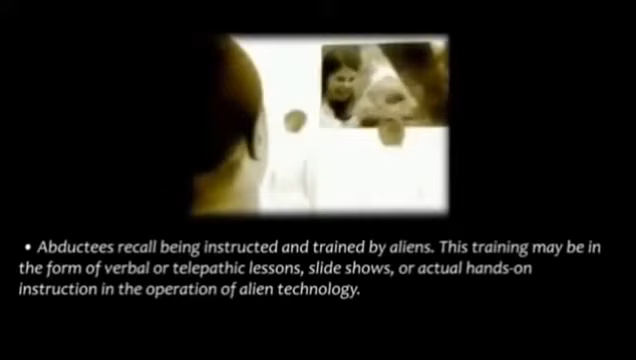 • Abductees recall being instructed and trained by aliens. This training may be in
the form of verbal or telepathic lessons, slide shows, or actual hands-on
instruction in the operation of alien technology.